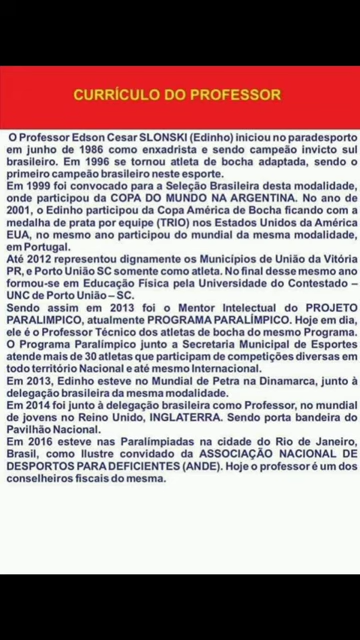 CURRÍCULO DO PROFESSOR
O Professor Edson Cesar SLONSKI (Edinho) iniciou no paradesporto
em junho de 1986 como enxadrista e sendo campeão invicto sul
brasileiro. Em 1996 se tornou atleta de bocha adaptada, sendo o
primeiro campeão brasileiro neste esporte.
Em 1999 foi convocado para a Seleção Brasileira desta modalidade,
onde participou da COPA DO MUNDO NA ARGENTINA. No ano de
2001, o Edinho participou da Copa América de Bocha ficando com a
medalha de prata por equipe (TRIO) nos Estados Unidos da América
EUA, no mesmo ano participou do mundial da mesma modalidade,
em Portugal.
Até 2012 representou dignamente os Municípios de União da Vitória
PR, e Porto União SC somente como atleta. No final desse mesmo ano
formou-se em Educação Física pela Universidade do Contestado –
UNC de Porto União – SC.
Sendo assim em 2013 foi o Mentor Intelectual do PROJETO
PARALIMPICO, atualmente PROGRAMA PARALÍMPICO. Hoje em dia,
ele é o Professor Técnico dos atletas de bocha do mesmo Programa.
O Programa Paralímpico junto a Secretaria Municipal de Esportes
atende mais de 30 atletas que participam de competições diversas em
todo território Nacional e até mesmo Internacional.
Em 2013, Edinho esteve no Mundial de Petra na Dinamarca, junto à
delegação brasileira da mesma modalidade.
Em 2014 foi junto à delegação brasileira como Professor, no mundial
de jovens no Reino Unido, INGLATERRA. Sendo porta bandeira do
Pavilhão Nacional.
Em 2016 esteve nas Paralimpíadas na cidade do Rio de Janeiro,
Brasil, como Ilustre convidado da ASSOCIAÇÃO NACIONAL DE
DESPORTOS PARA DEFICIENTES (ANDE). Hoje o professor é um dos
conselheiros fiscais do mesma.